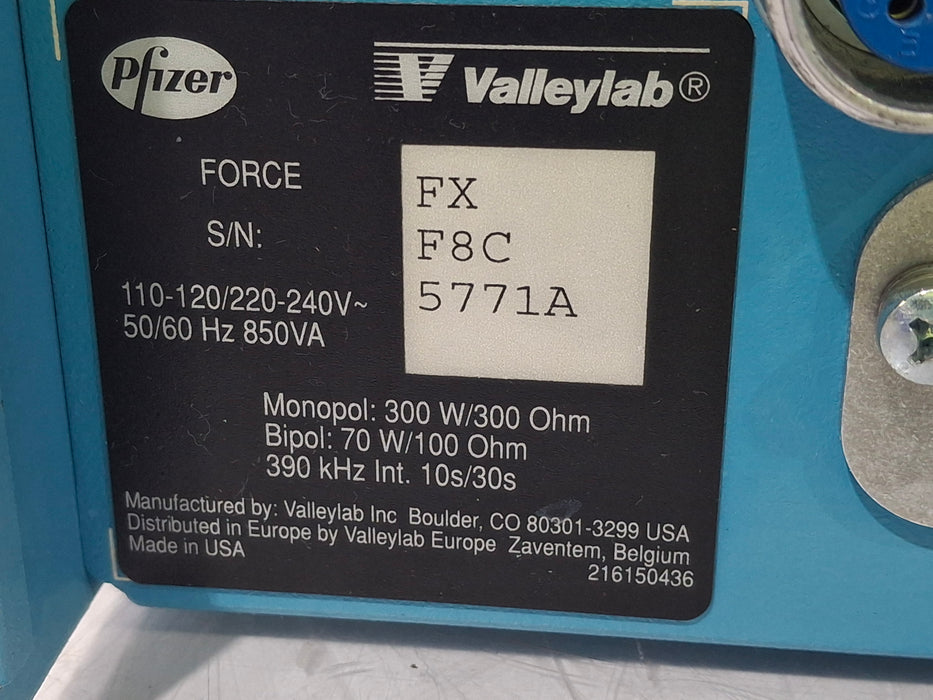 Pfizer
Valleylab®
FORCE FX
S/N: F8C
5771A
110-120/220-240V~
50/60 Hz 850VA
Monopol: 300 W/300 Ohm
Bipol: 70 W/100 Ohm
390 kHz Int. 10s/30s
Manufactured by: Valleylab Inc Boulder, CO 80301-3299 USA
Distributed in Europe by Valleylab Europe Zaventem, Belgium
Made in USA
216150436